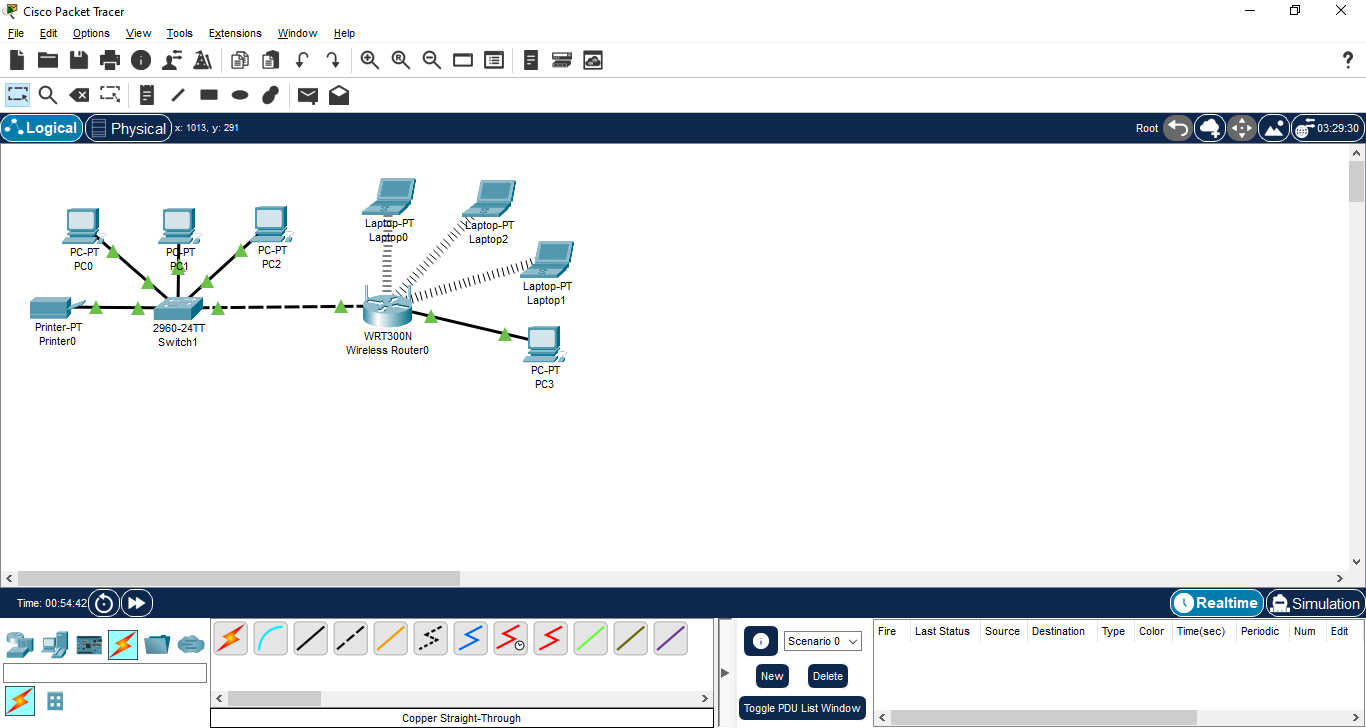 Cisco Packet Tracer
File Edit Options View Tools Extensions Window Help
Logical Physical x: 1013, y: 291 Root 03:29:30
Laptop-PT
Laptop0
Laptop-PT
Laptop2
PC-PT
PC0
PC-PT
PC1
PC-PT
PC2
Laptop-PT
Laptop1
Printer-PT
Printer0
2960-24TT
Switch1
WRT300N
Wireless Router0
PC-PT
PC3
Time: 00:54:42 Realtime Simulation
Scenario 0
New Delete
Toggle PDU List Window
Fire Last Status Source Destination Type Color Time(sec) Periodic Num Edit
Copper Straight-Through